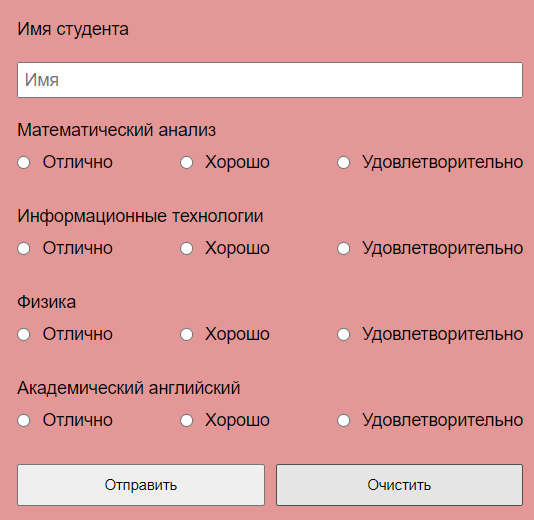 Имя студента
Имя
Математический анализ
Отлично Хорошо Удовлетворительно
Информационные технологии
Отлично Хорошо Удовлетворительно
Физика
Отлично Хорошо Удовлетворительно
Академический английский
Отлично Хорошо Удовлетворительно
Отправить Очистить